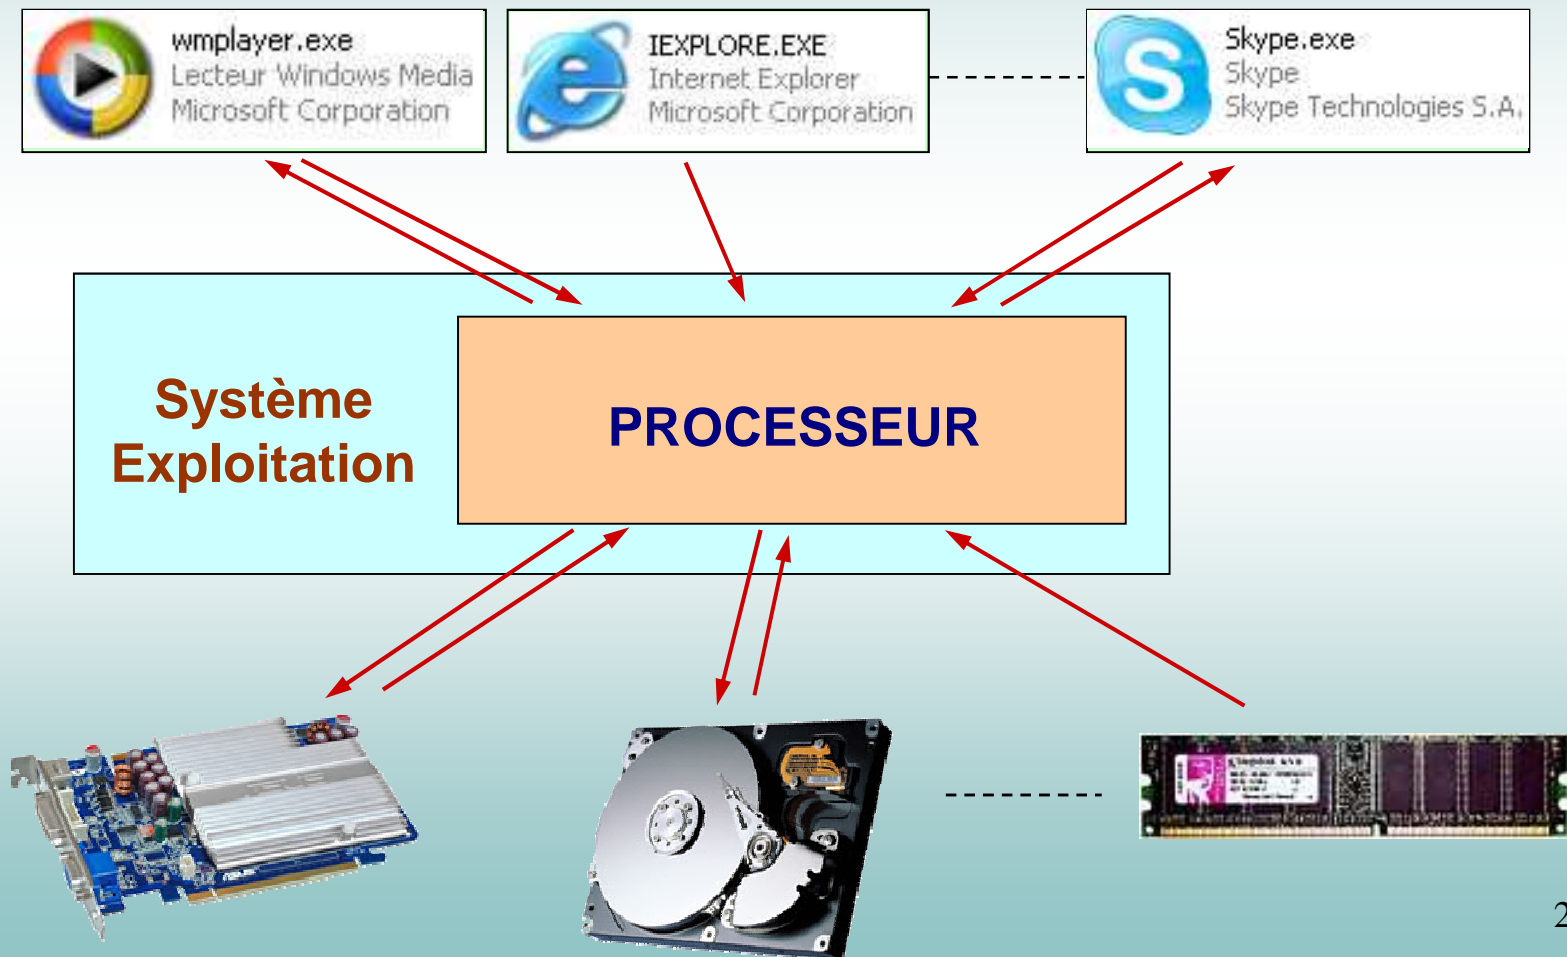 wmplayer.exe
Lecteur Windows Media
Microsoft Corporation
IEXPLORE.EXE
Internet Explorer
Microsoft Corporation
Skype.exe
Skype
Skype Technologies S.A.
Système
Exploitation
PROCESSEUR
2